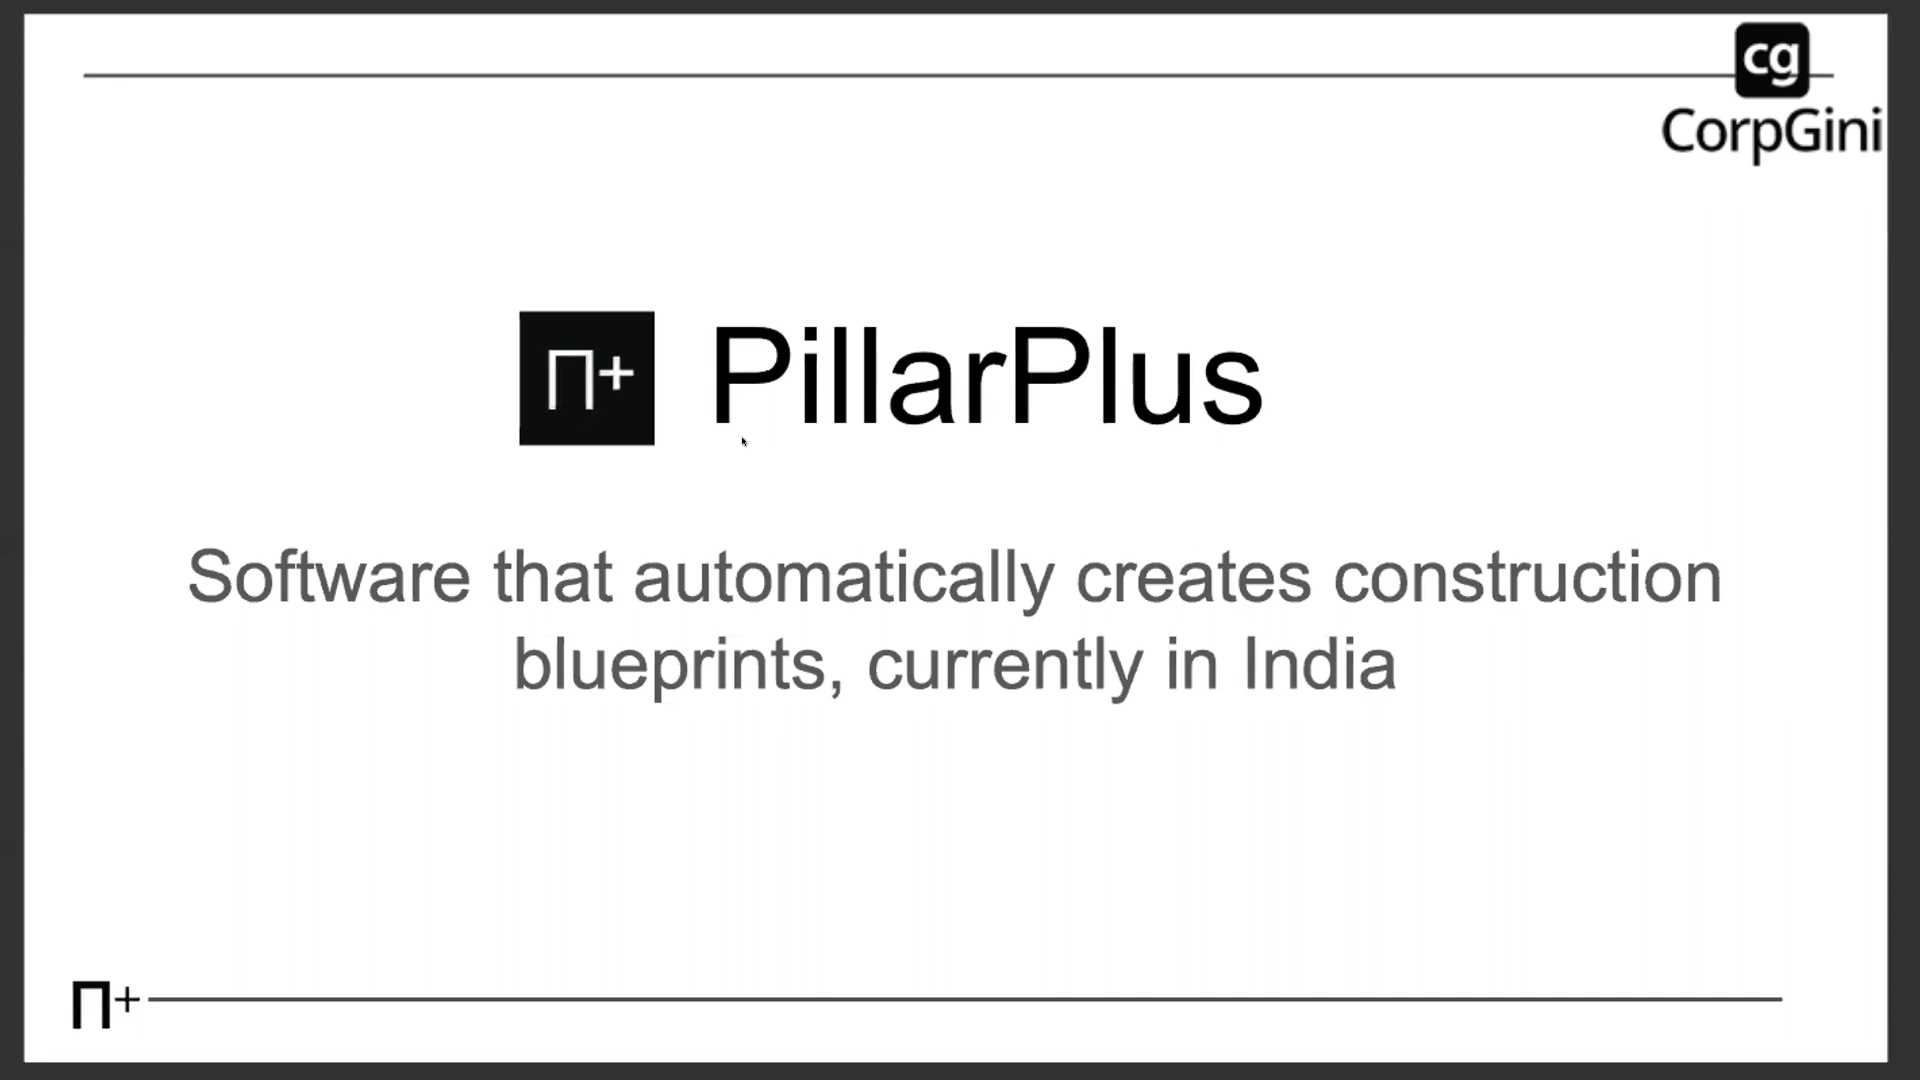 cg
CorpGini
П+ PillarPlus
Software that automatically creates construction
blueprints, currently in India
П+